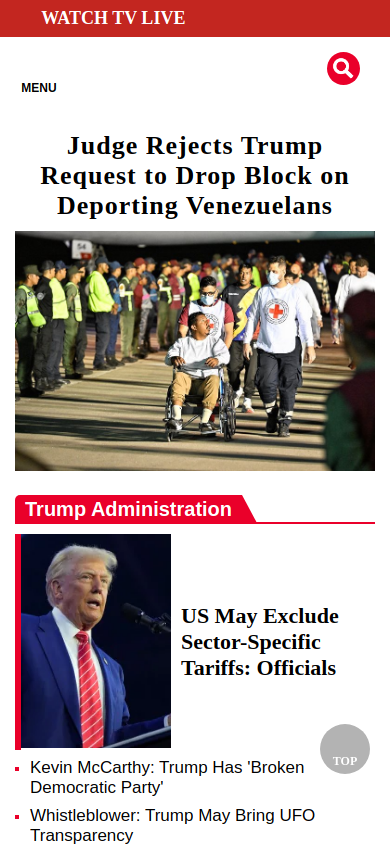 WATCH TV LIVE
MENU
Judge Rejects Trump
Request to Drop Block on
Deporting Venezuelans
54
Trump Administration
US May Exclude
Sector-Specific
Tariffs: Officials
TOP
Kevin McCarthy: Trump Has 'Broken
Democratic Party'
Whistleblower: Trump May Bring UFO
Transparency